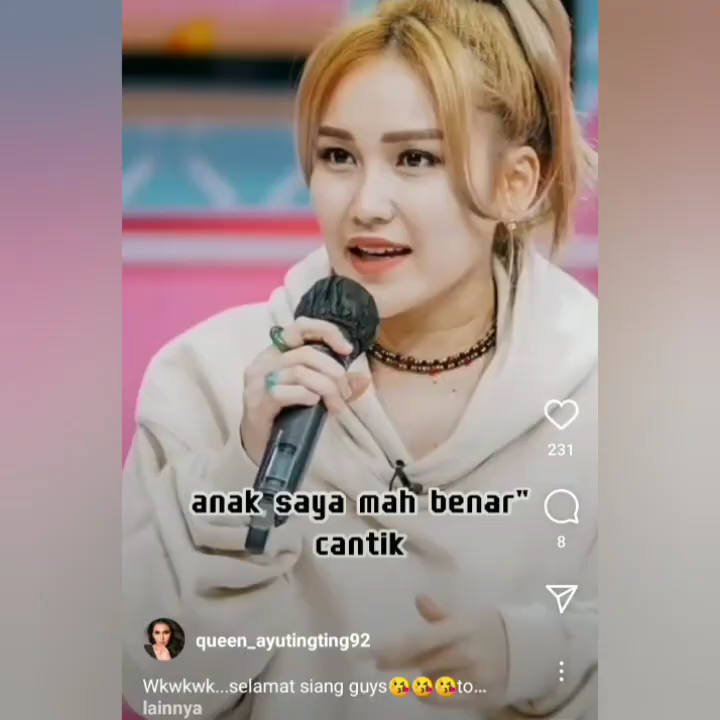 anak saya mah benar"
cantik
231
8
queen_ayutingting92
Wkwkwk...selamat siang guys😘😘😘to...
lainnya